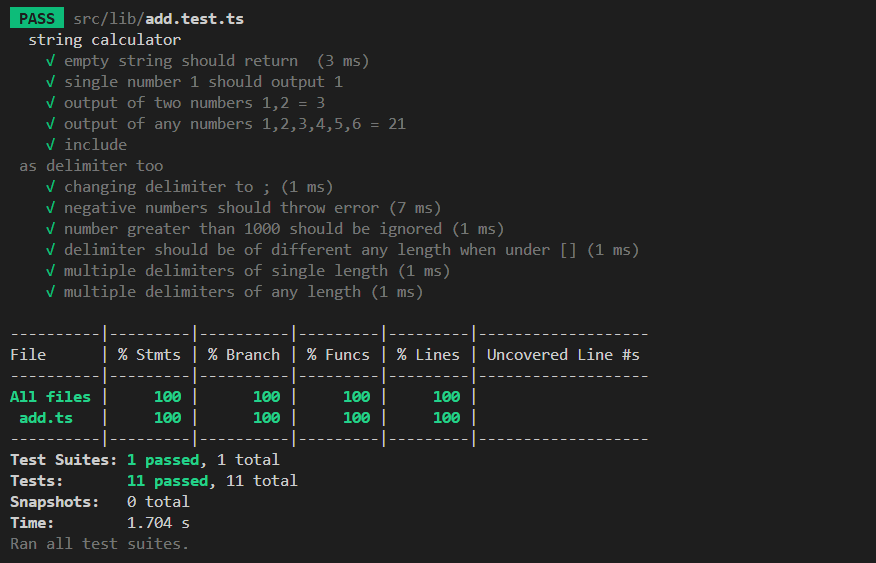 PASS src/lib/add.test.ts
string calculator
√ empty string should return  (3 ms)
√ single number 1 should output 1
√ output of two numbers 1,2 = 3
√ output of any numbers 1,2,3,4,5,6 = 21
√ include
as delimiter too
√ changing delimiter to ; (1 ms)
√ negative numbers should throw error (7 ms)
√ number greater than 1000 should be ignored (1 ms)
√ delimiter should be of different any length when under [] (1 ms)
√ multiple delimiters of single length (1 ms)
√ multiple delimiters of any length (1 ms)
----------|---------|----------|---------|---------|-------------------
File      | % Stmts | % Branch | % Funcs | % Lines | Uncovered Line #s
----------|---------|----------|---------|---------|-------------------
All files |     100 |      100 |     100 |     100 |
 add.ts   |     100 |      100 |     100 |     100 |
----------|---------|----------|---------|---------|-------------------
Test Suites: 1 passed, 1 total
Tests:       11 passed, 11 total
Snapshots:   0 total
Time:        1.704 s
Ran all test suites.